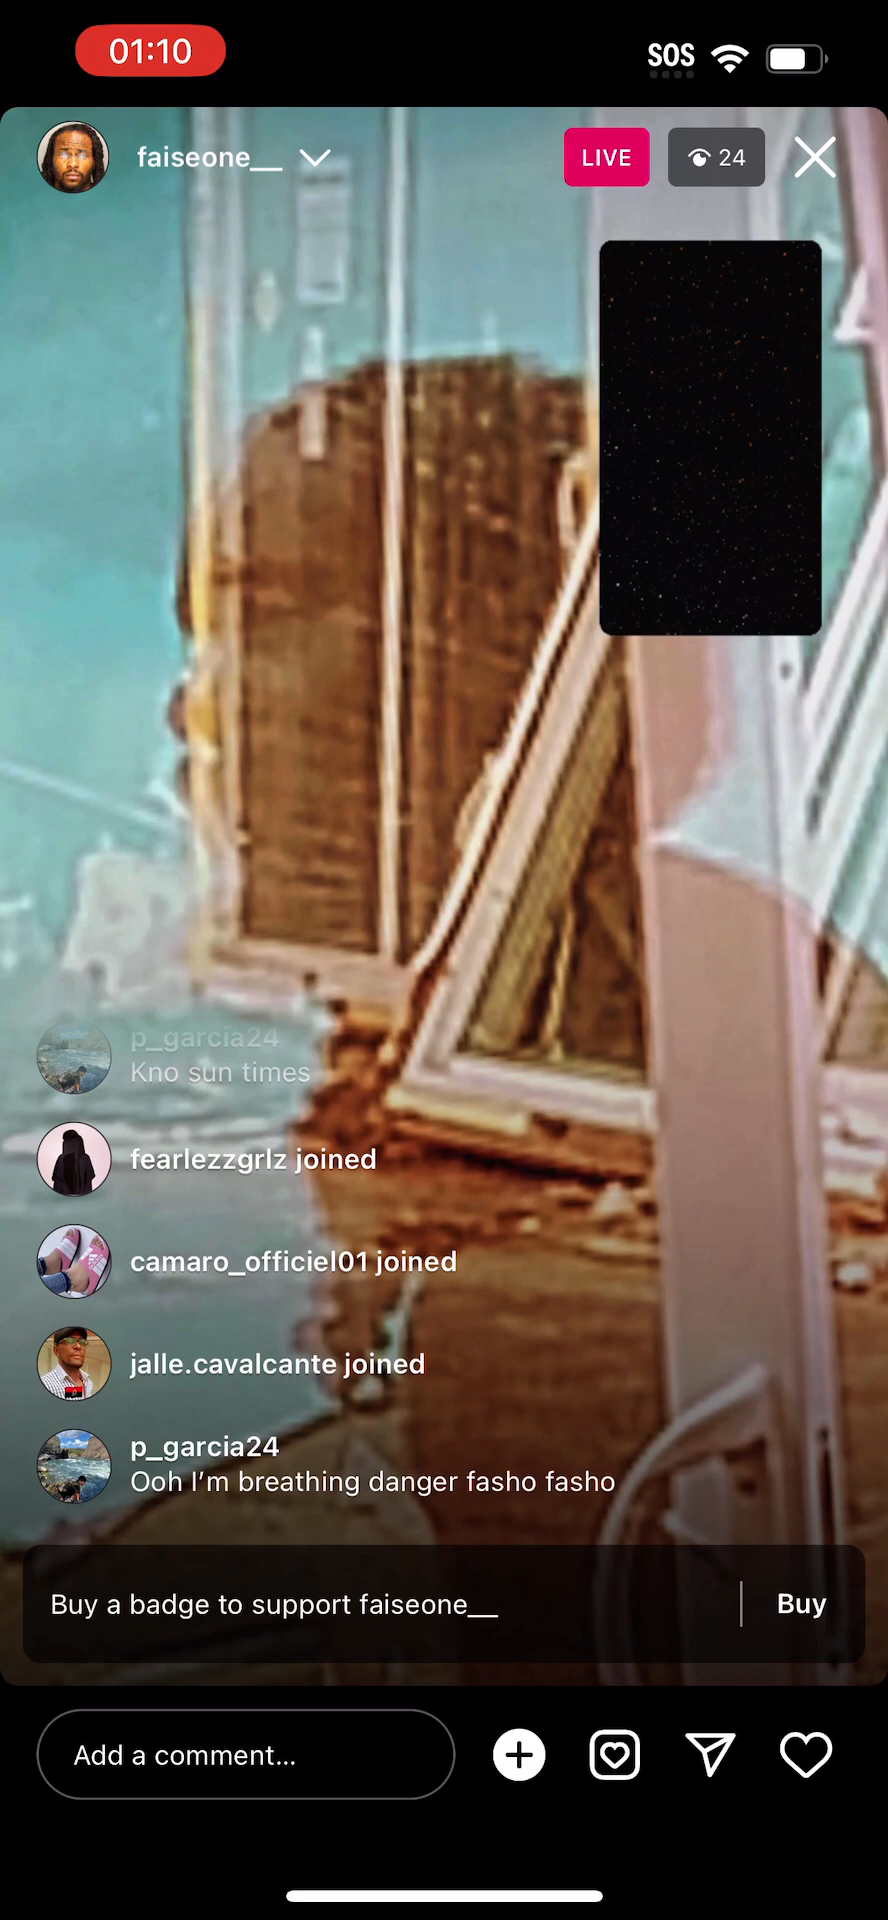 01:10
SOS
faiseone__
LIVE
24
p_garcia24
Kno sun times
fearlezzgrlz joined
camaro_officiel01 joined
jalle.cavalcante joined
p_garcia24
Ooh I’m breathing danger fasho fasho
Buy a badge to support faiseone__
Buy
Add a comment...